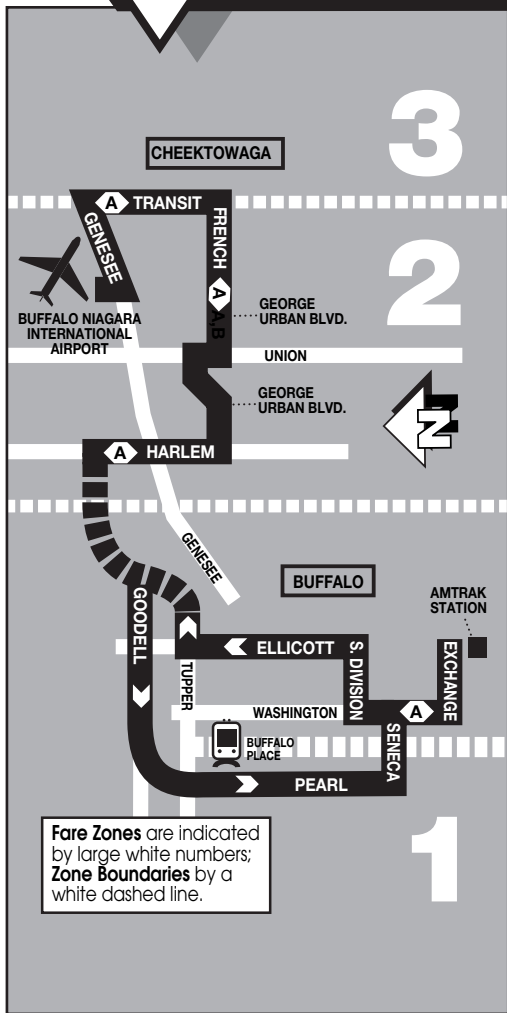 3
CHEEKTOWAGA
A TRANSIT
GENESEE
FRENCH
A
A,B
2
GEORGE
URBAN BLVD.
BUFFALO NIAGARA
INTERNATIONAL
AIRPORT
UNION
GEORGE
URBAN BLVD.
N
A HARLEM
GENESEE
BUFFALO
AMTRAK
STATION
GOODELL
ELLICOTT
S. DIVISION
EXCHANGE
TUPPER
WASHINGTON
A
SENECA
BUFFALO
PLACE
PEARL
1
Fare Zones are indicated
by large white numbers;
Zone Boundaries by a
white dashed line.